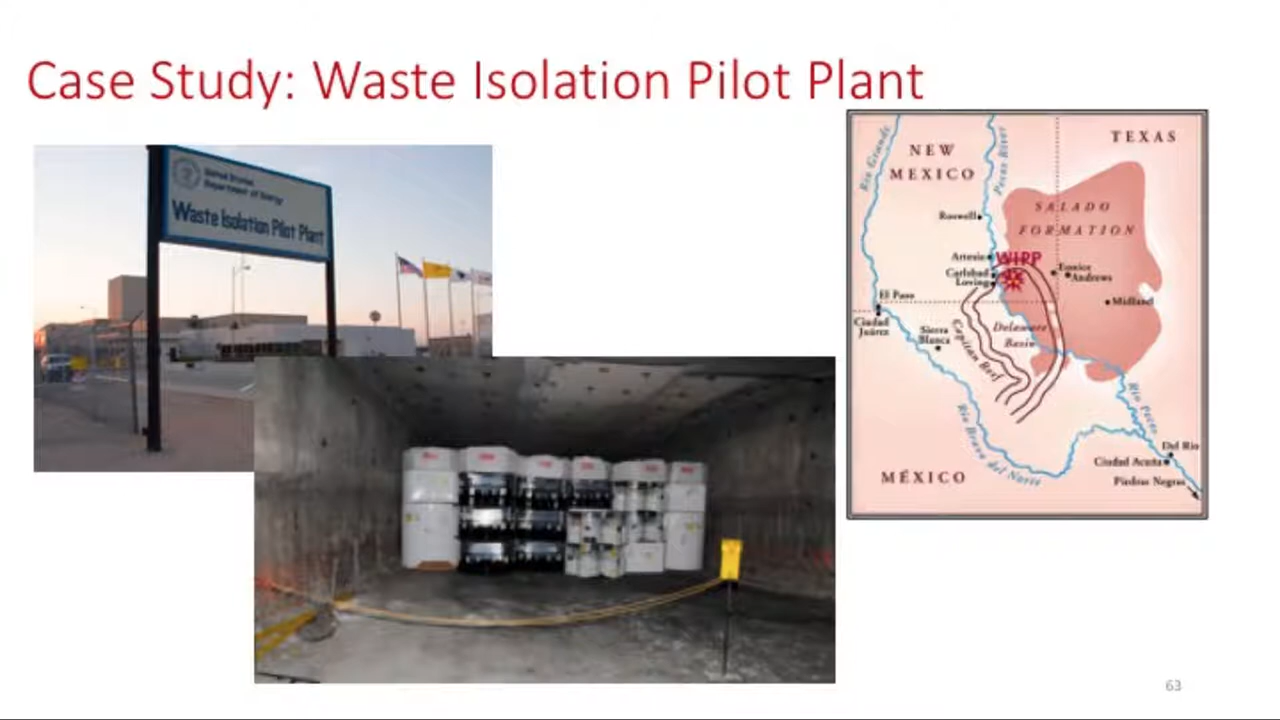 Case Study: Waste Isolation Pilot Plant
United States
Department of Energy
Waste Isolation Pilot Plant
NEW
MEXICO
TEXAS
Rio Grande
Pecos River
SALADO
FORMATION
Roswell
Artesia
WIPP
Carlsbad
Loving
Eunice
Andrews
El Paso
Midland
Ciudad
Juárez
Sierra
Blanca
Delaware
Basin
Capitan Reef
Rio Bravo del Norte
Rio Pecos
Del Rio
MÉXICO
Ciudad Acuña
Piedras Negras
63